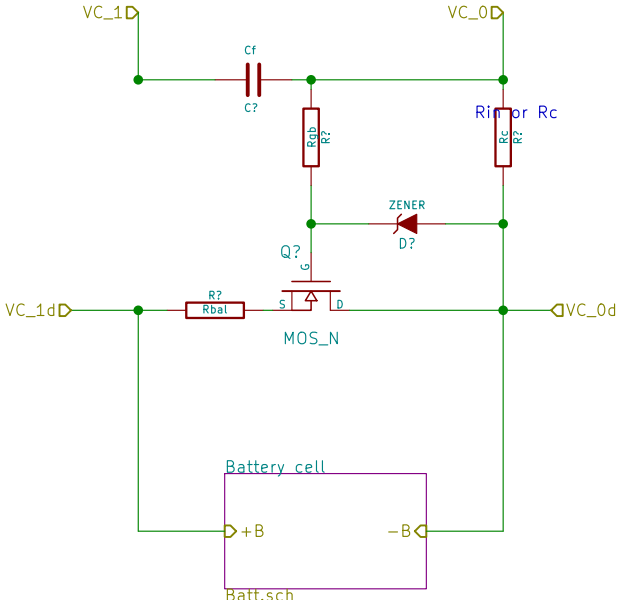 VC_1
VC_0
Cf
C?
Rin or Rc
Rgb
R?
Rc
R?
ZENER
D?
Q?
G
S
D
MOS_N
VC_1d
R?
Rbal
VC_0d
Battery cell
+B
-B
Batt.sch